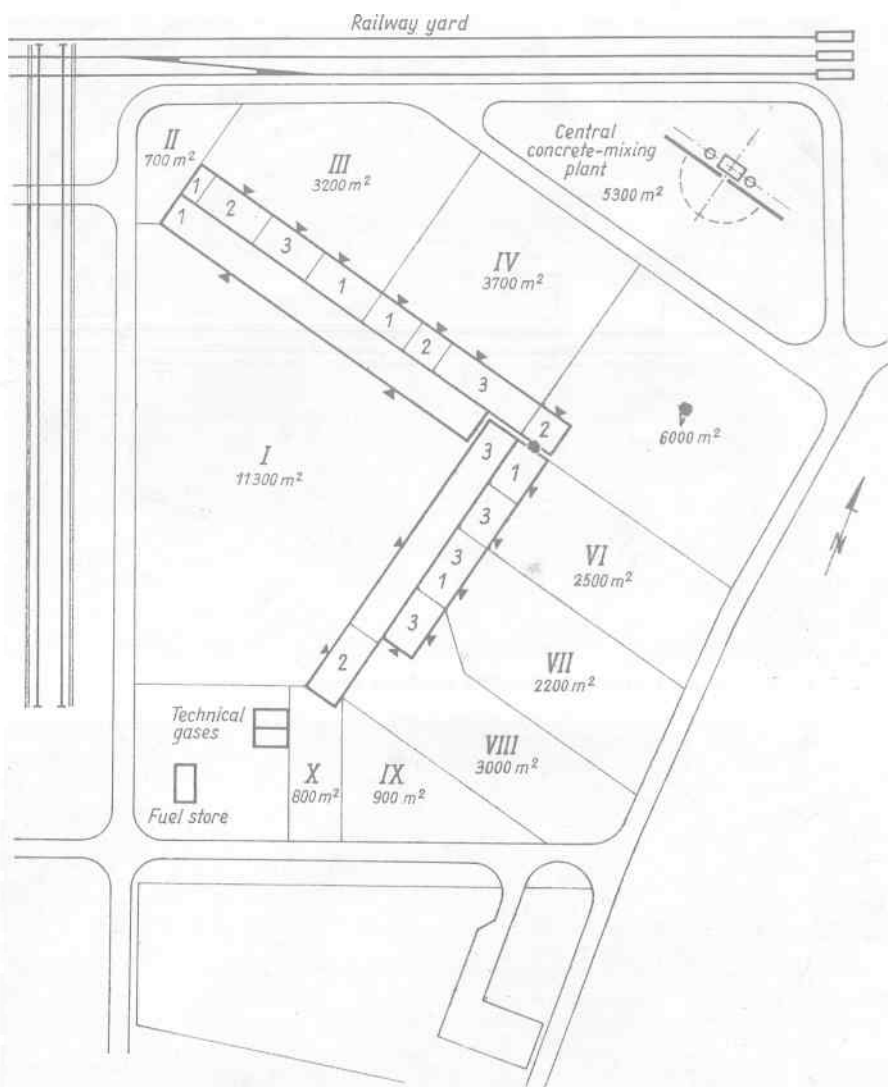 Railway yard
II
700 m²
III
3200 m²
Central
concrete-mixing
plant
5300 m²
IV
3700 m²
1
2
3
1
1
1
2
3
2
6000 m²
I
11300 m²
3
1
3
3
1
3
2
VI
2500 m²
N
VII
2200 m²
VIII
3000 m²
Technical
gases
Fuel store
X
800 m²
IX
900 m²